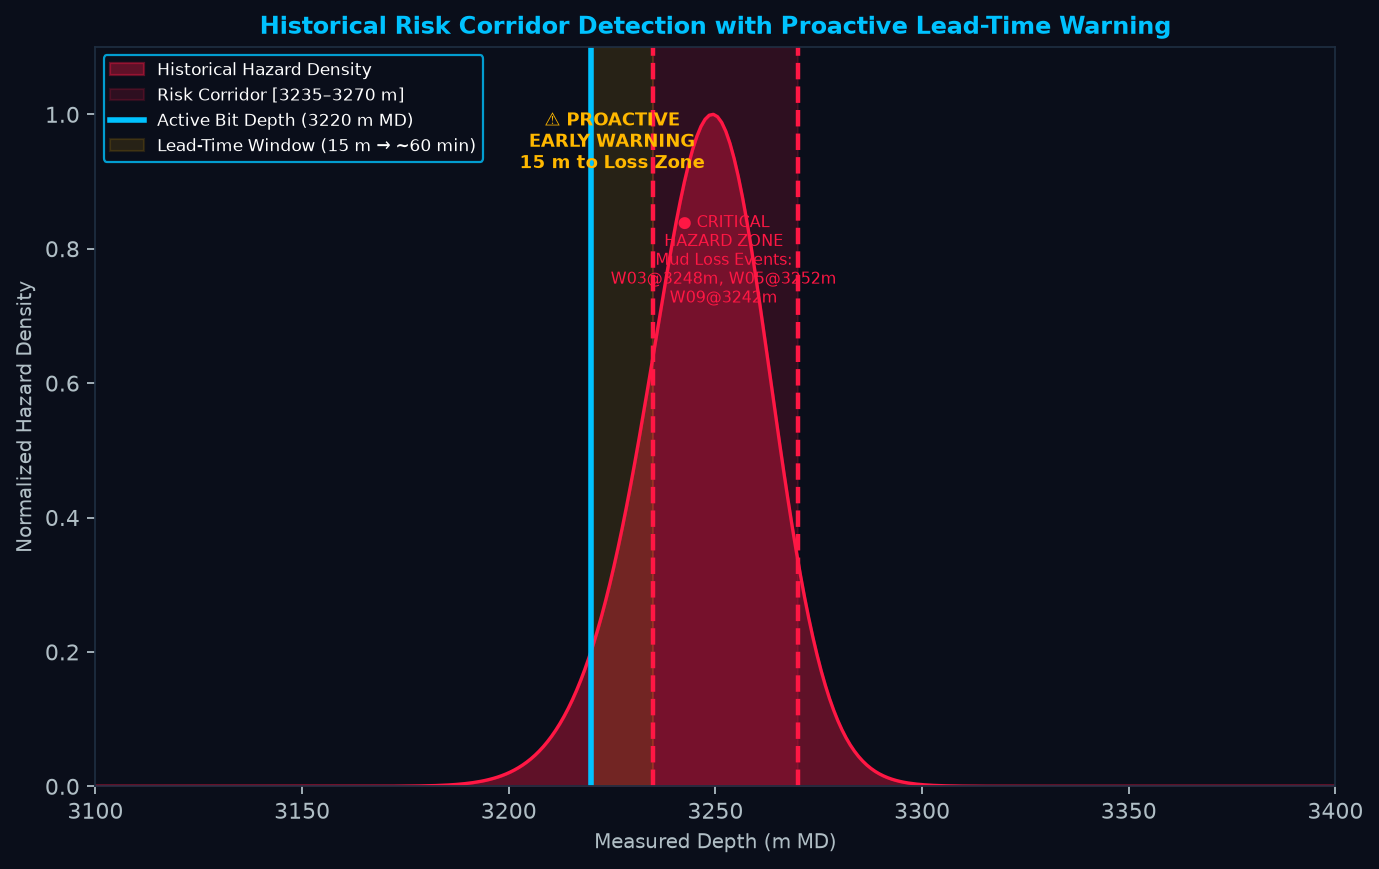 Historical Risk Corridor Detection with Proactive Lead-Time Warning
Historical Hazard Density
Risk Corridor [3235–3270 m]
Active Bit Depth (3220 m MD)
Lead-Time Window (15 m → ~60 min)
⚠ PROACTIVE
EARLY WARNING
15 m to Loss Zone
● CRITICAL
HAZARD ZONE
Mud Loss Events:
W03@3248m, W05@3252m
W09@3242m
Normalized Hazard Density
1.0
0.8
0.6
0.4
0.2
0.0
3100 3150 3200 3250 3300 3350 3400
Measured Depth (m MD)